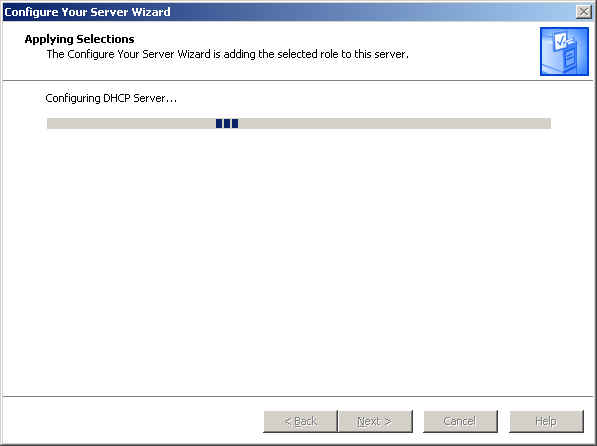 Configure Your Server Wizard
Applying Selections
The Configure Your Server Wizard is adding the selected role to this server.
Configuring DHCP Server...
< Back
Next >
Cancel
Help